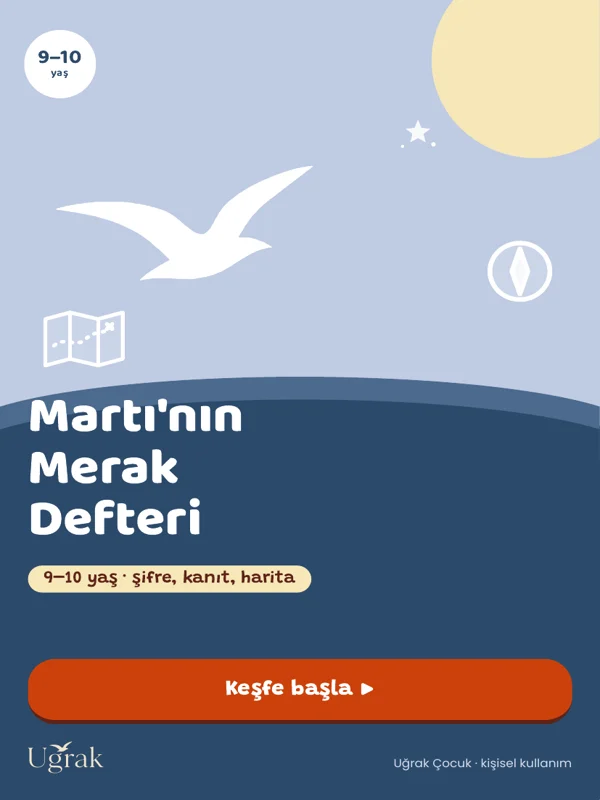 9–10
yaş
Martı'nın
Merak
Defteri
9–10 yaş · şifre, kanıt, harita
Keşfe başla
Uğrak
Uğrak Çocuk · kişisel kullanım